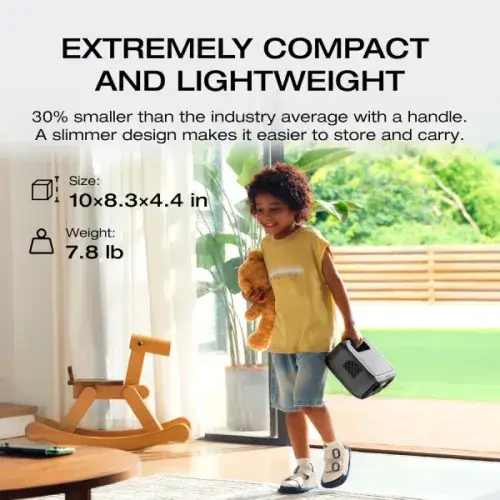 EXTREMELY COMPACT
AND LIGHTWEIGHT
30% smaller than the industry average with a handle.
A slimmer design makes it easier to store and carry.
Size:
10×8.3×4.4 in
Weight:
7.8 lb